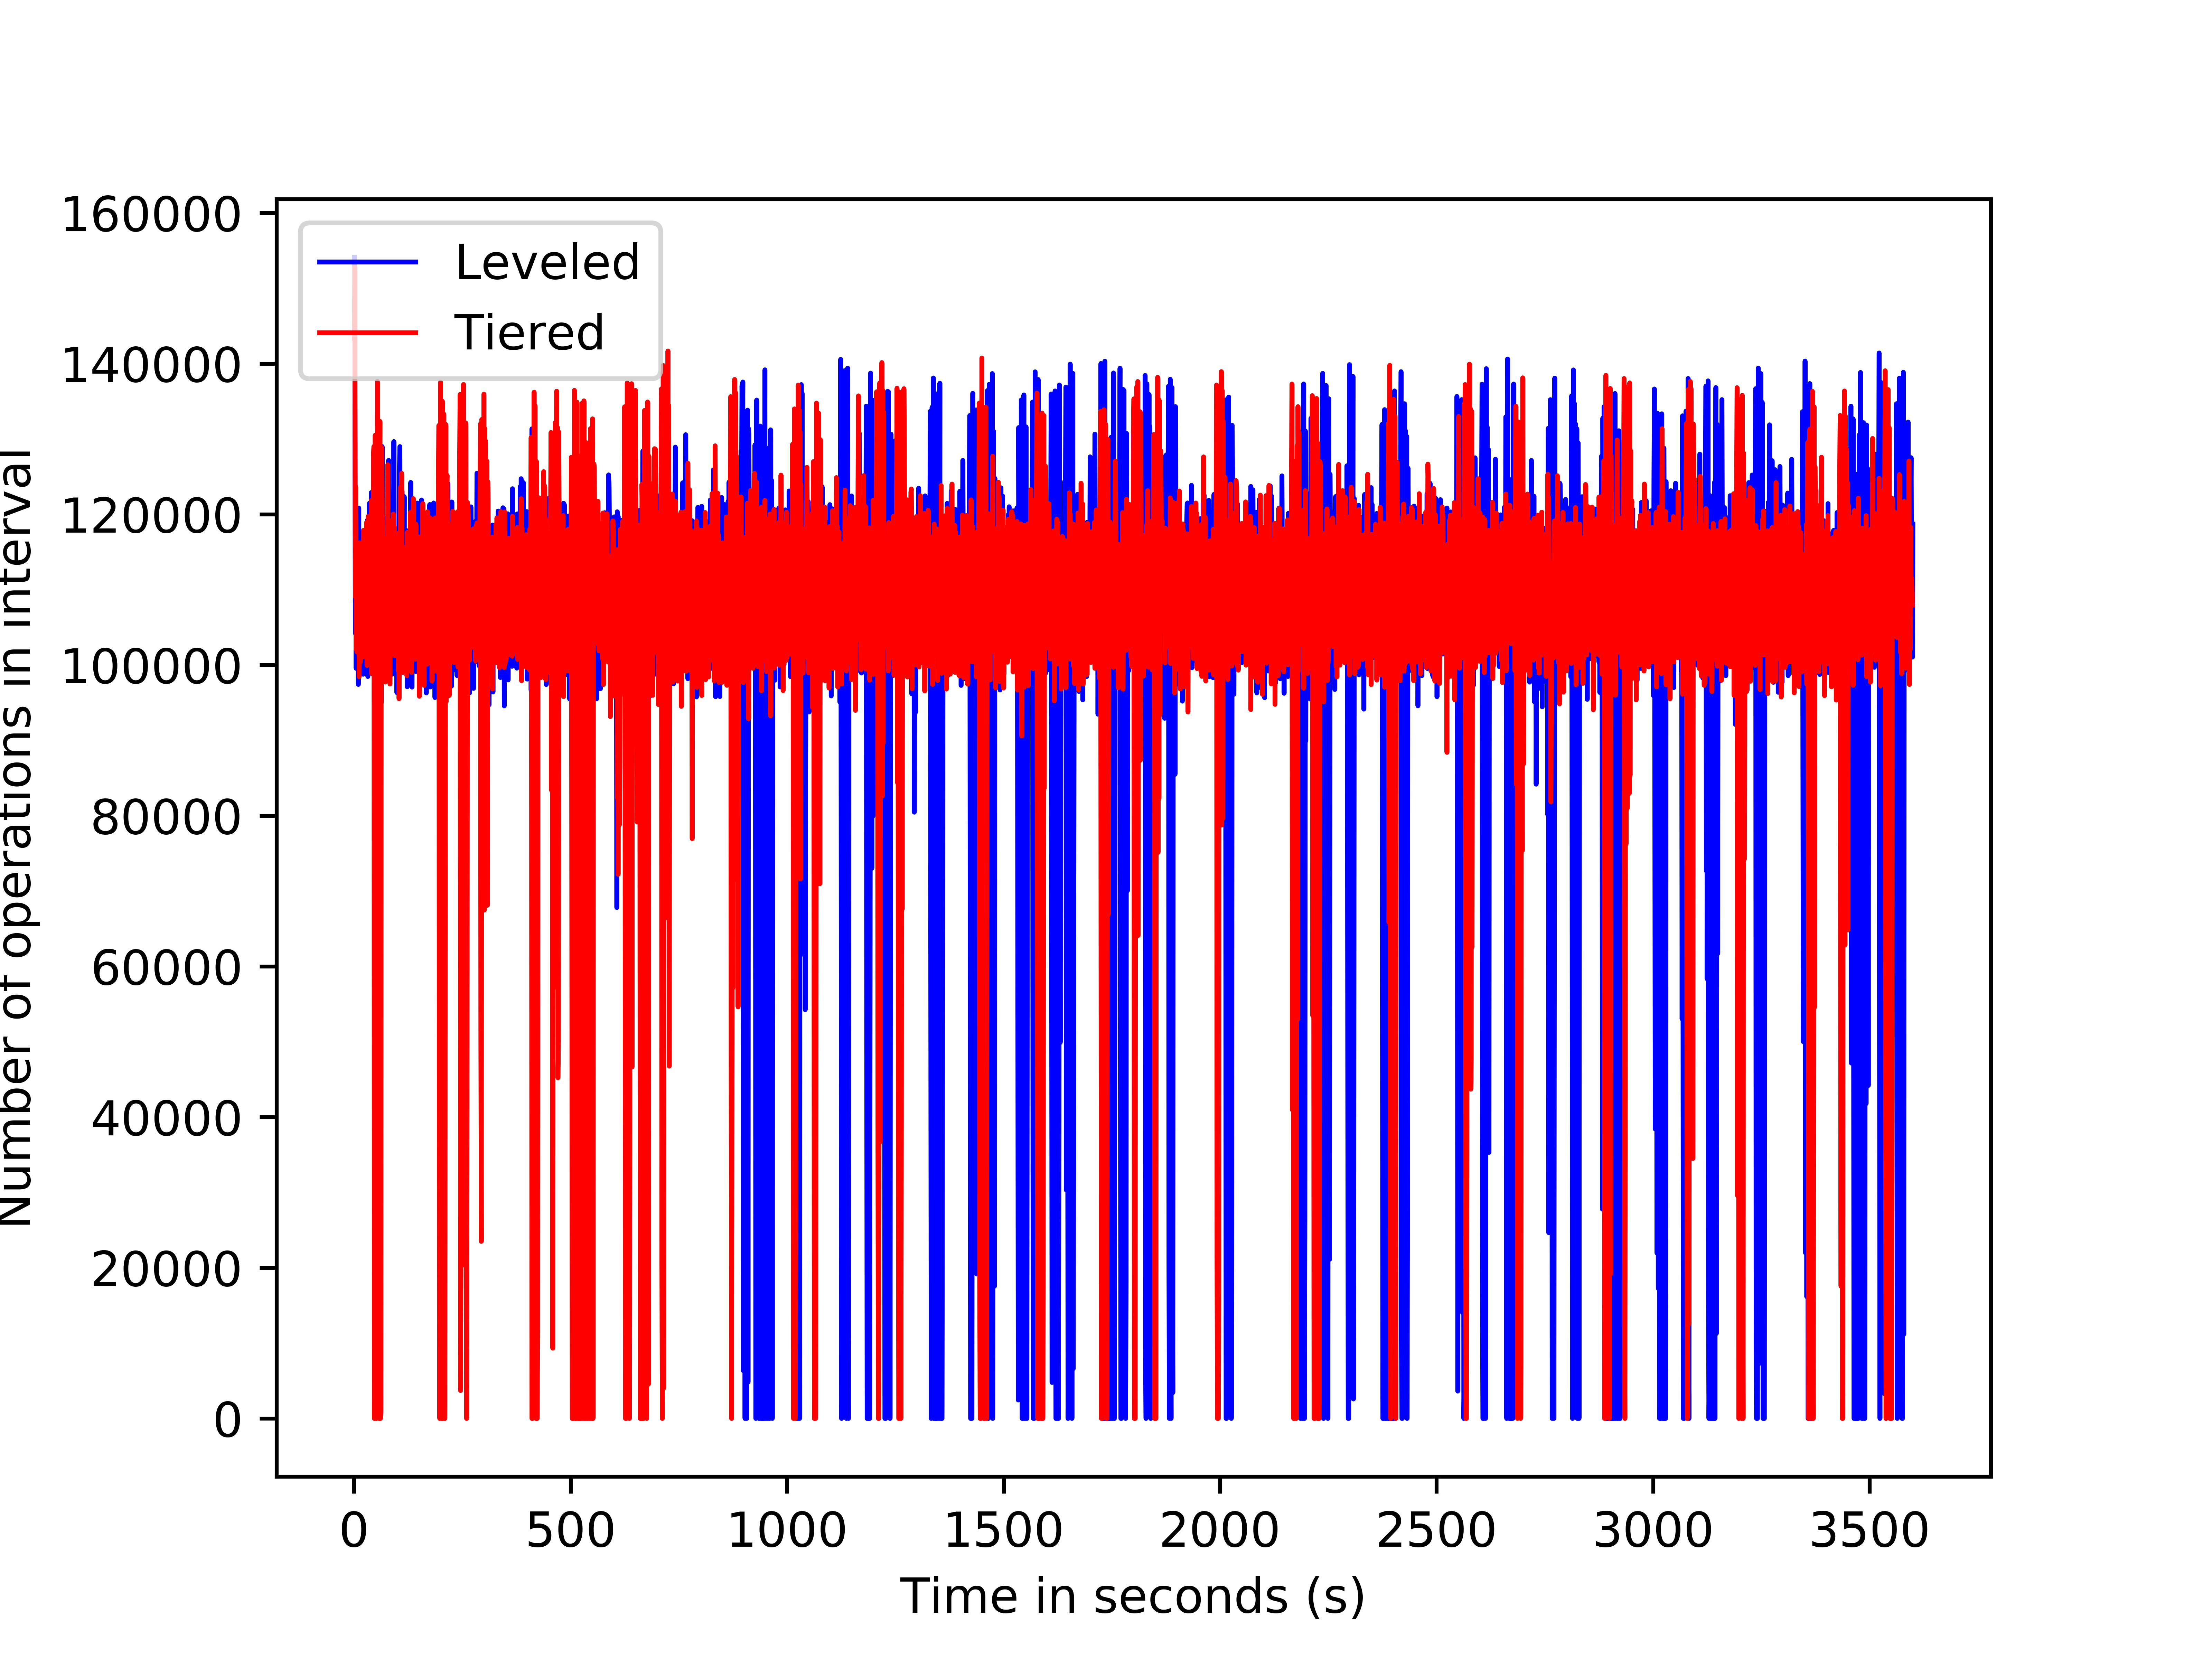 Leveled
Tiered
160000
140000
120000
100000
80000
60000
40000
20000
0
Number of operations in interval
0 500 1000 1500 2000 2500 3000 3500
Time in seconds (s)